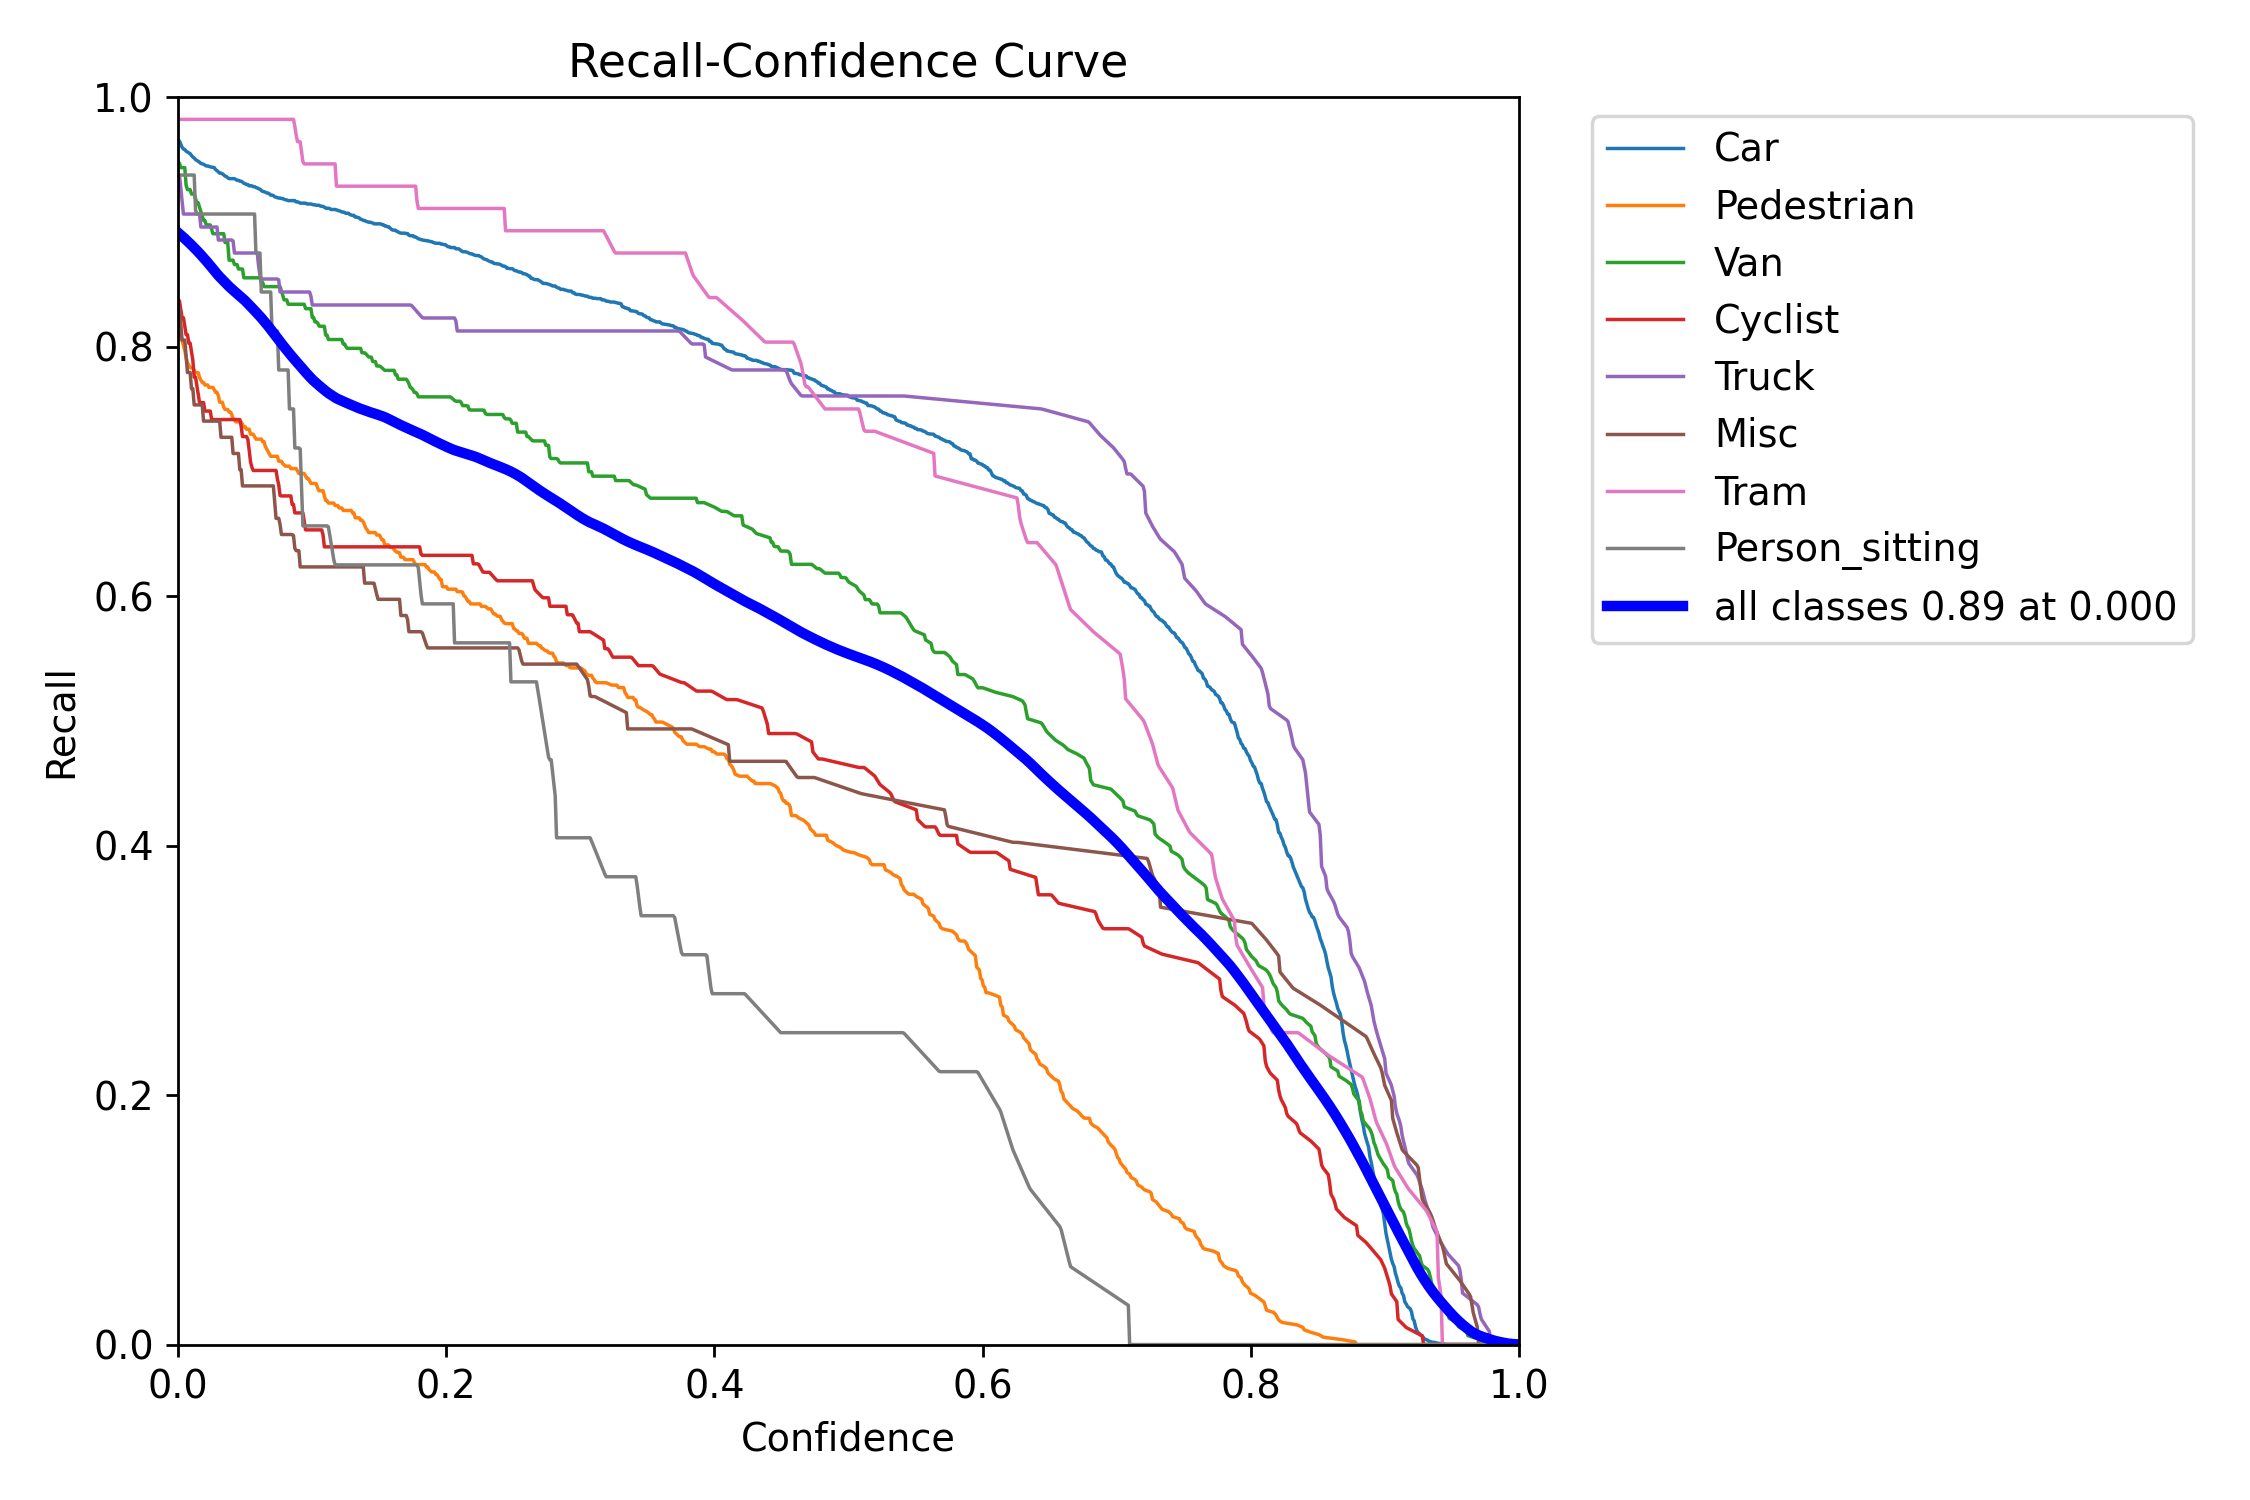 Recall-Confidence Curve
1.0
0.8
0.6
0.4
0.2
0.0
Recall
0.0 0.2 0.4 0.6 0.8 1.0
Confidence
Car
Pedestrian
Van
Cyclist
Truck
Misc
Tram
Person_sitting
all classes 0.89 at 0.000